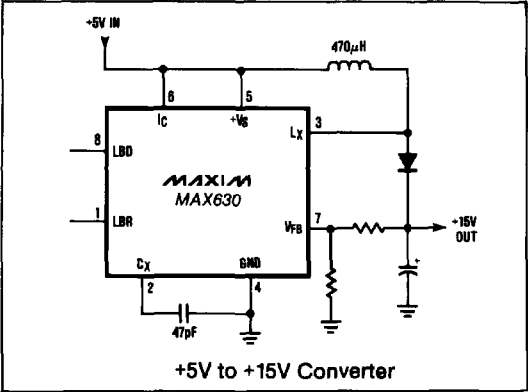 +5V IN
470μH
6
5
IC
+VS
LX
3
8
LBD
MAXIM
MAX630
1
LBR
VFB
7
+15V
OUT
CX
GND
2
4
47pF
+
+5V to +15V Converter